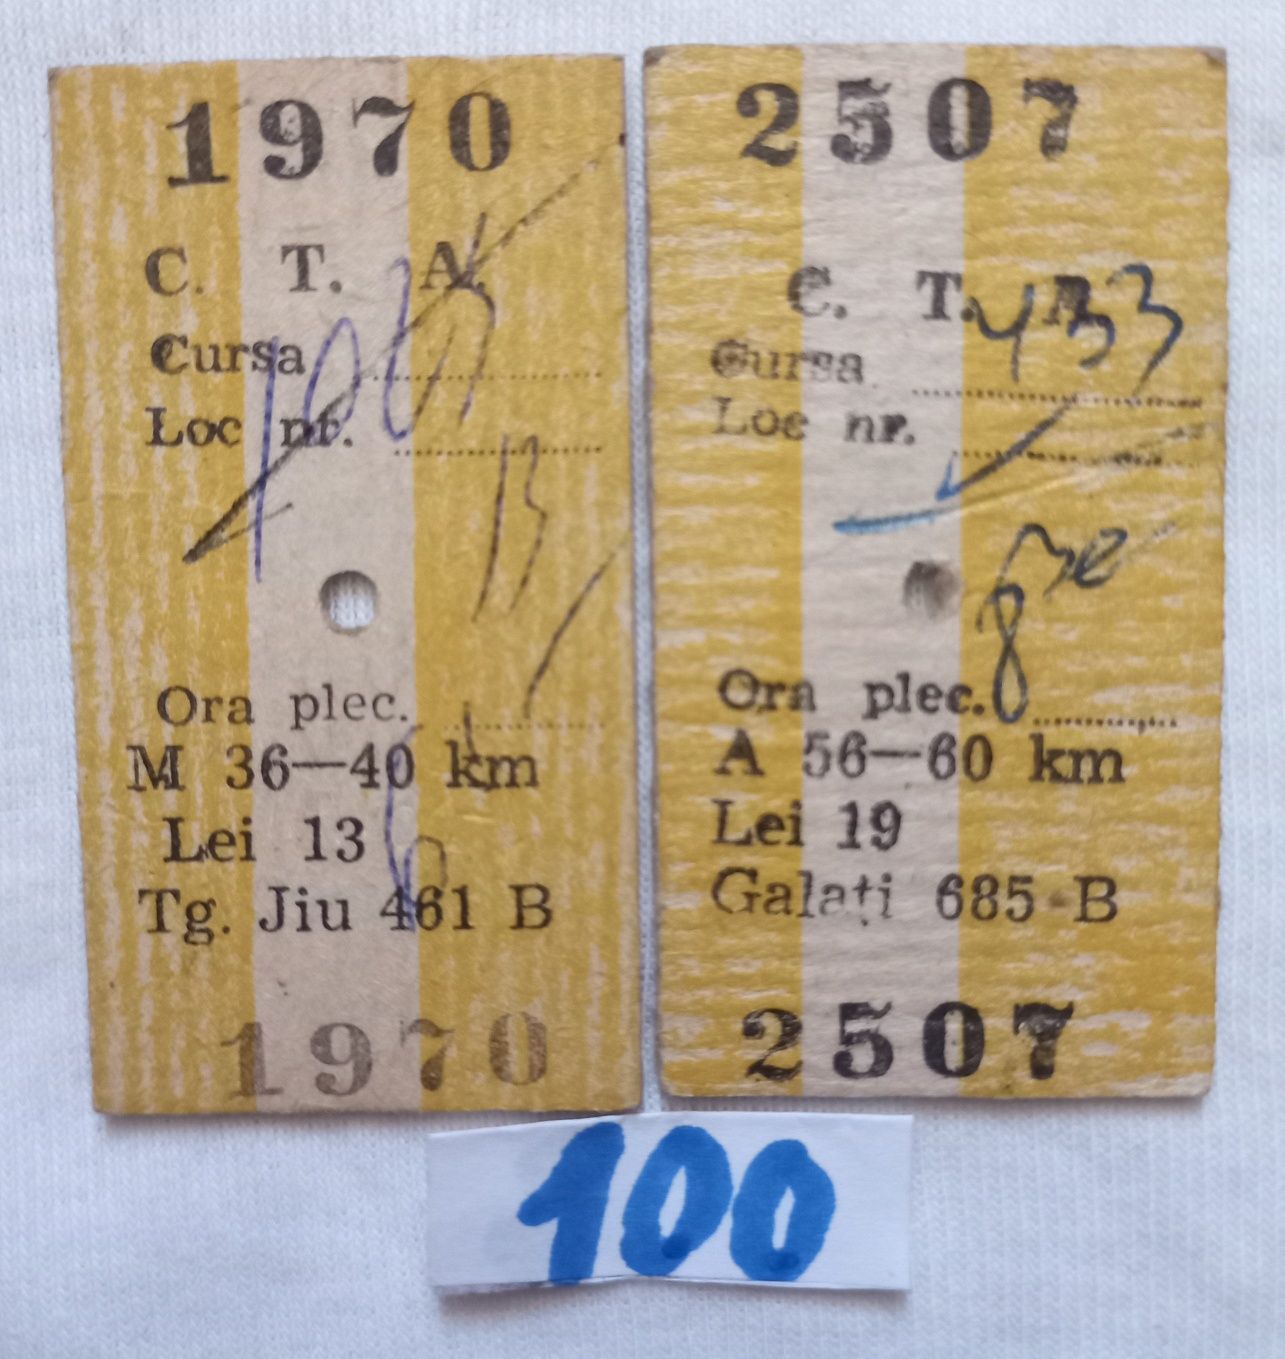 1970
C. T. A.
Cursa
Loc nr.
Ora plec.
M 36—40 km
Lei 13
Tg. Jiu 461 B
1970
2507
C. T. A.
433
Cursa
Loc nr.
Ora plec. 8
A 56—60 km
Lei 19
Galați 685 B
2507
100